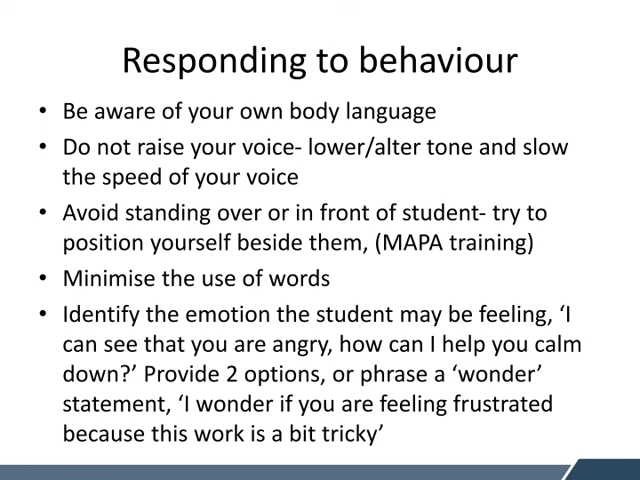 Responding to behaviour
• Be aware of your own body language
• Do not raise your voice- lower/alter tone and slow
the speed of your voice
• Avoid standing over or in front of student- try to
position yourself beside them, (MAPA training)
• Minimise the use of words
• Identify the emotion the student may be feeling, ‘I
can see that you are angry, how can I help you calm
down?’ Provide 2 options, or phrase a ‘wonder’
statement, ‘I wonder if you are feeling frustrated
because this work is a bit tricky’